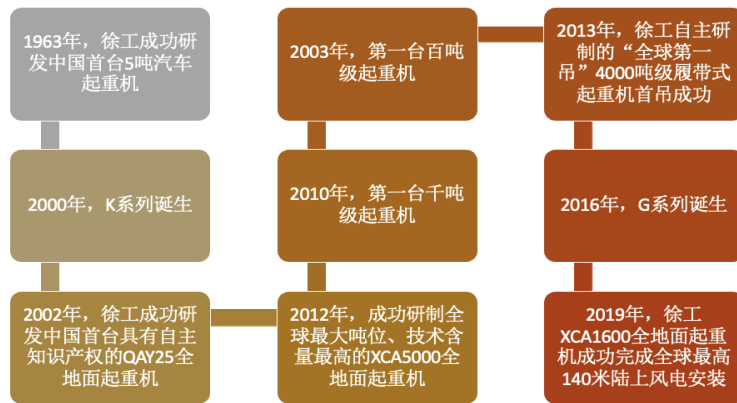 1963年，徐工成功研
发中国首台5吨汽车
起重机
2000年，K系列诞生
2002年，徐工成功研
发中国首台具有自主
知识产权的QAY25全
地面起重机
2003年，第一台百吨
级起重机
2010年，第一台千吨
级起重机
2012年，成功研制全
球最大吨位、技术含
量最高的XCA5000全
地面起重机
2013年，徐工自主研
制的“全球第一
吊”4000吨级履带式
起重机首吊成功
2016年，G系列诞生
2019年，徐工
XCA1600全地面起重
机成功完成全球最高
140米陆上风电安装